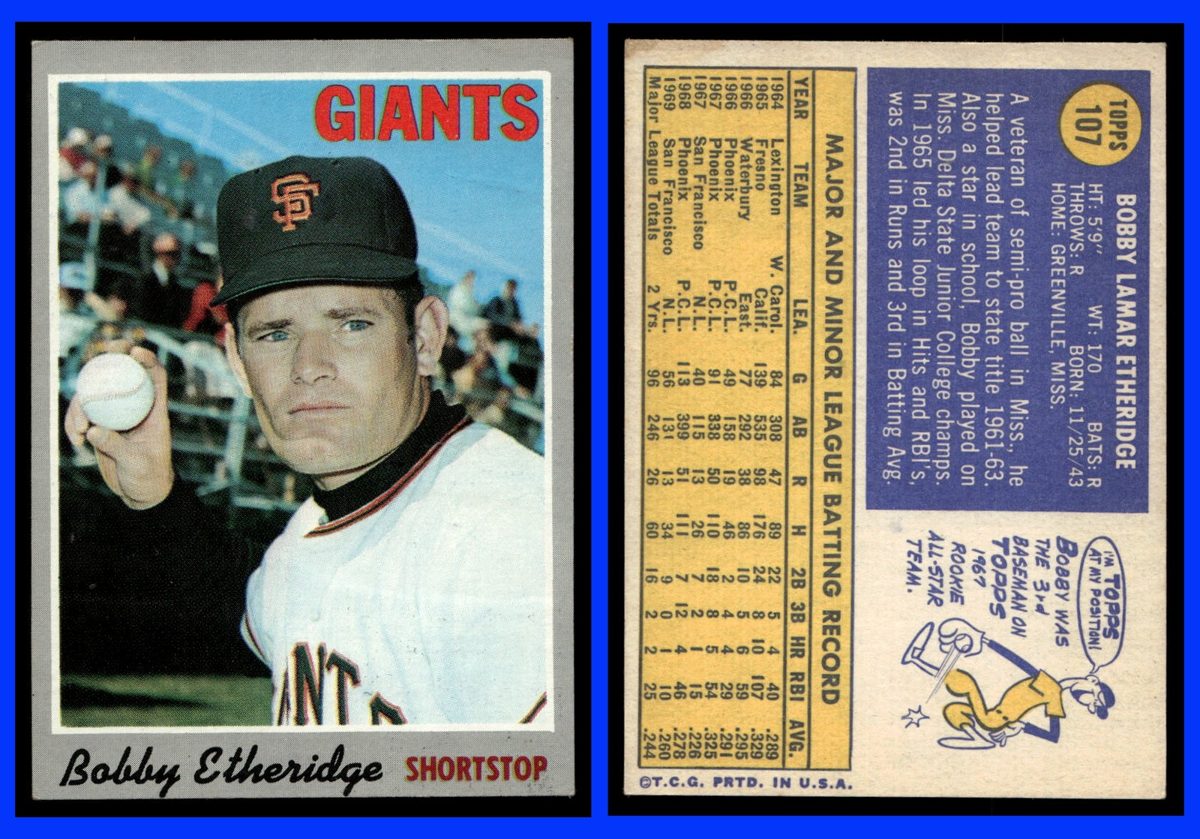 GIANTS
SF
GIANTS
Bobby Etheridge SHORTSTOP
TOPPS
107
BOBBY LAMAR ETHERIDGE
HT: 5'9" WT: 170 BATS: R
THROWS: R BORN: 11/25/43
HOME: GREENVILLE, MISS.
A veteran of semi-pro ball in Miss., he
helped lead team to state title 1961-63.
Also a star in school, Bobby played on
Miss. Delta State Junior College champs.
In 1965 led his loop in Hits and RBI's,
was 2nd in Runs and 3rd in Batting Avg.
I'M TOPPS
AT MY POSITION!
BOBBY WAS
THE 3rd
BASEMAN ON
TOPPS
1967
ROOKIE
ALL-STAR
TEAM.
MAJOR AND MINOR LEAGUE BATTING RECORD
YEAR TEAM LEA. G AB R H 2B 3B HR RBI AVG.
1964 Lexington W. Carol. 84 308 47 89 22 5 4 40 .289
1965 Fresno Calif. 139 535 98 176 24 8 10 107 .329
1966 Waterbury East. 77 292 38 86 10 5 6 59 .295
1966 Phoenix P.C.L. 49 158 19 46 5 4 4 29 .291
1967 Phoenix P.C.L. 91 338 50 110 18 8 5 54 .325
1967 San Francisco N.L. 40 115 13 26 7 2 1 15 .226
1968 Phoenix P.C.L. 113 399 51 111 7 12 4 46 .278
1969 San Francisco N.L. 56 131 13 34 9 0 1 10 .260
Major League Totals 2 Yrs. 96 246 26 60 16 2 2 25 .244
©T.C.G. PRTD. IN U.S.A.